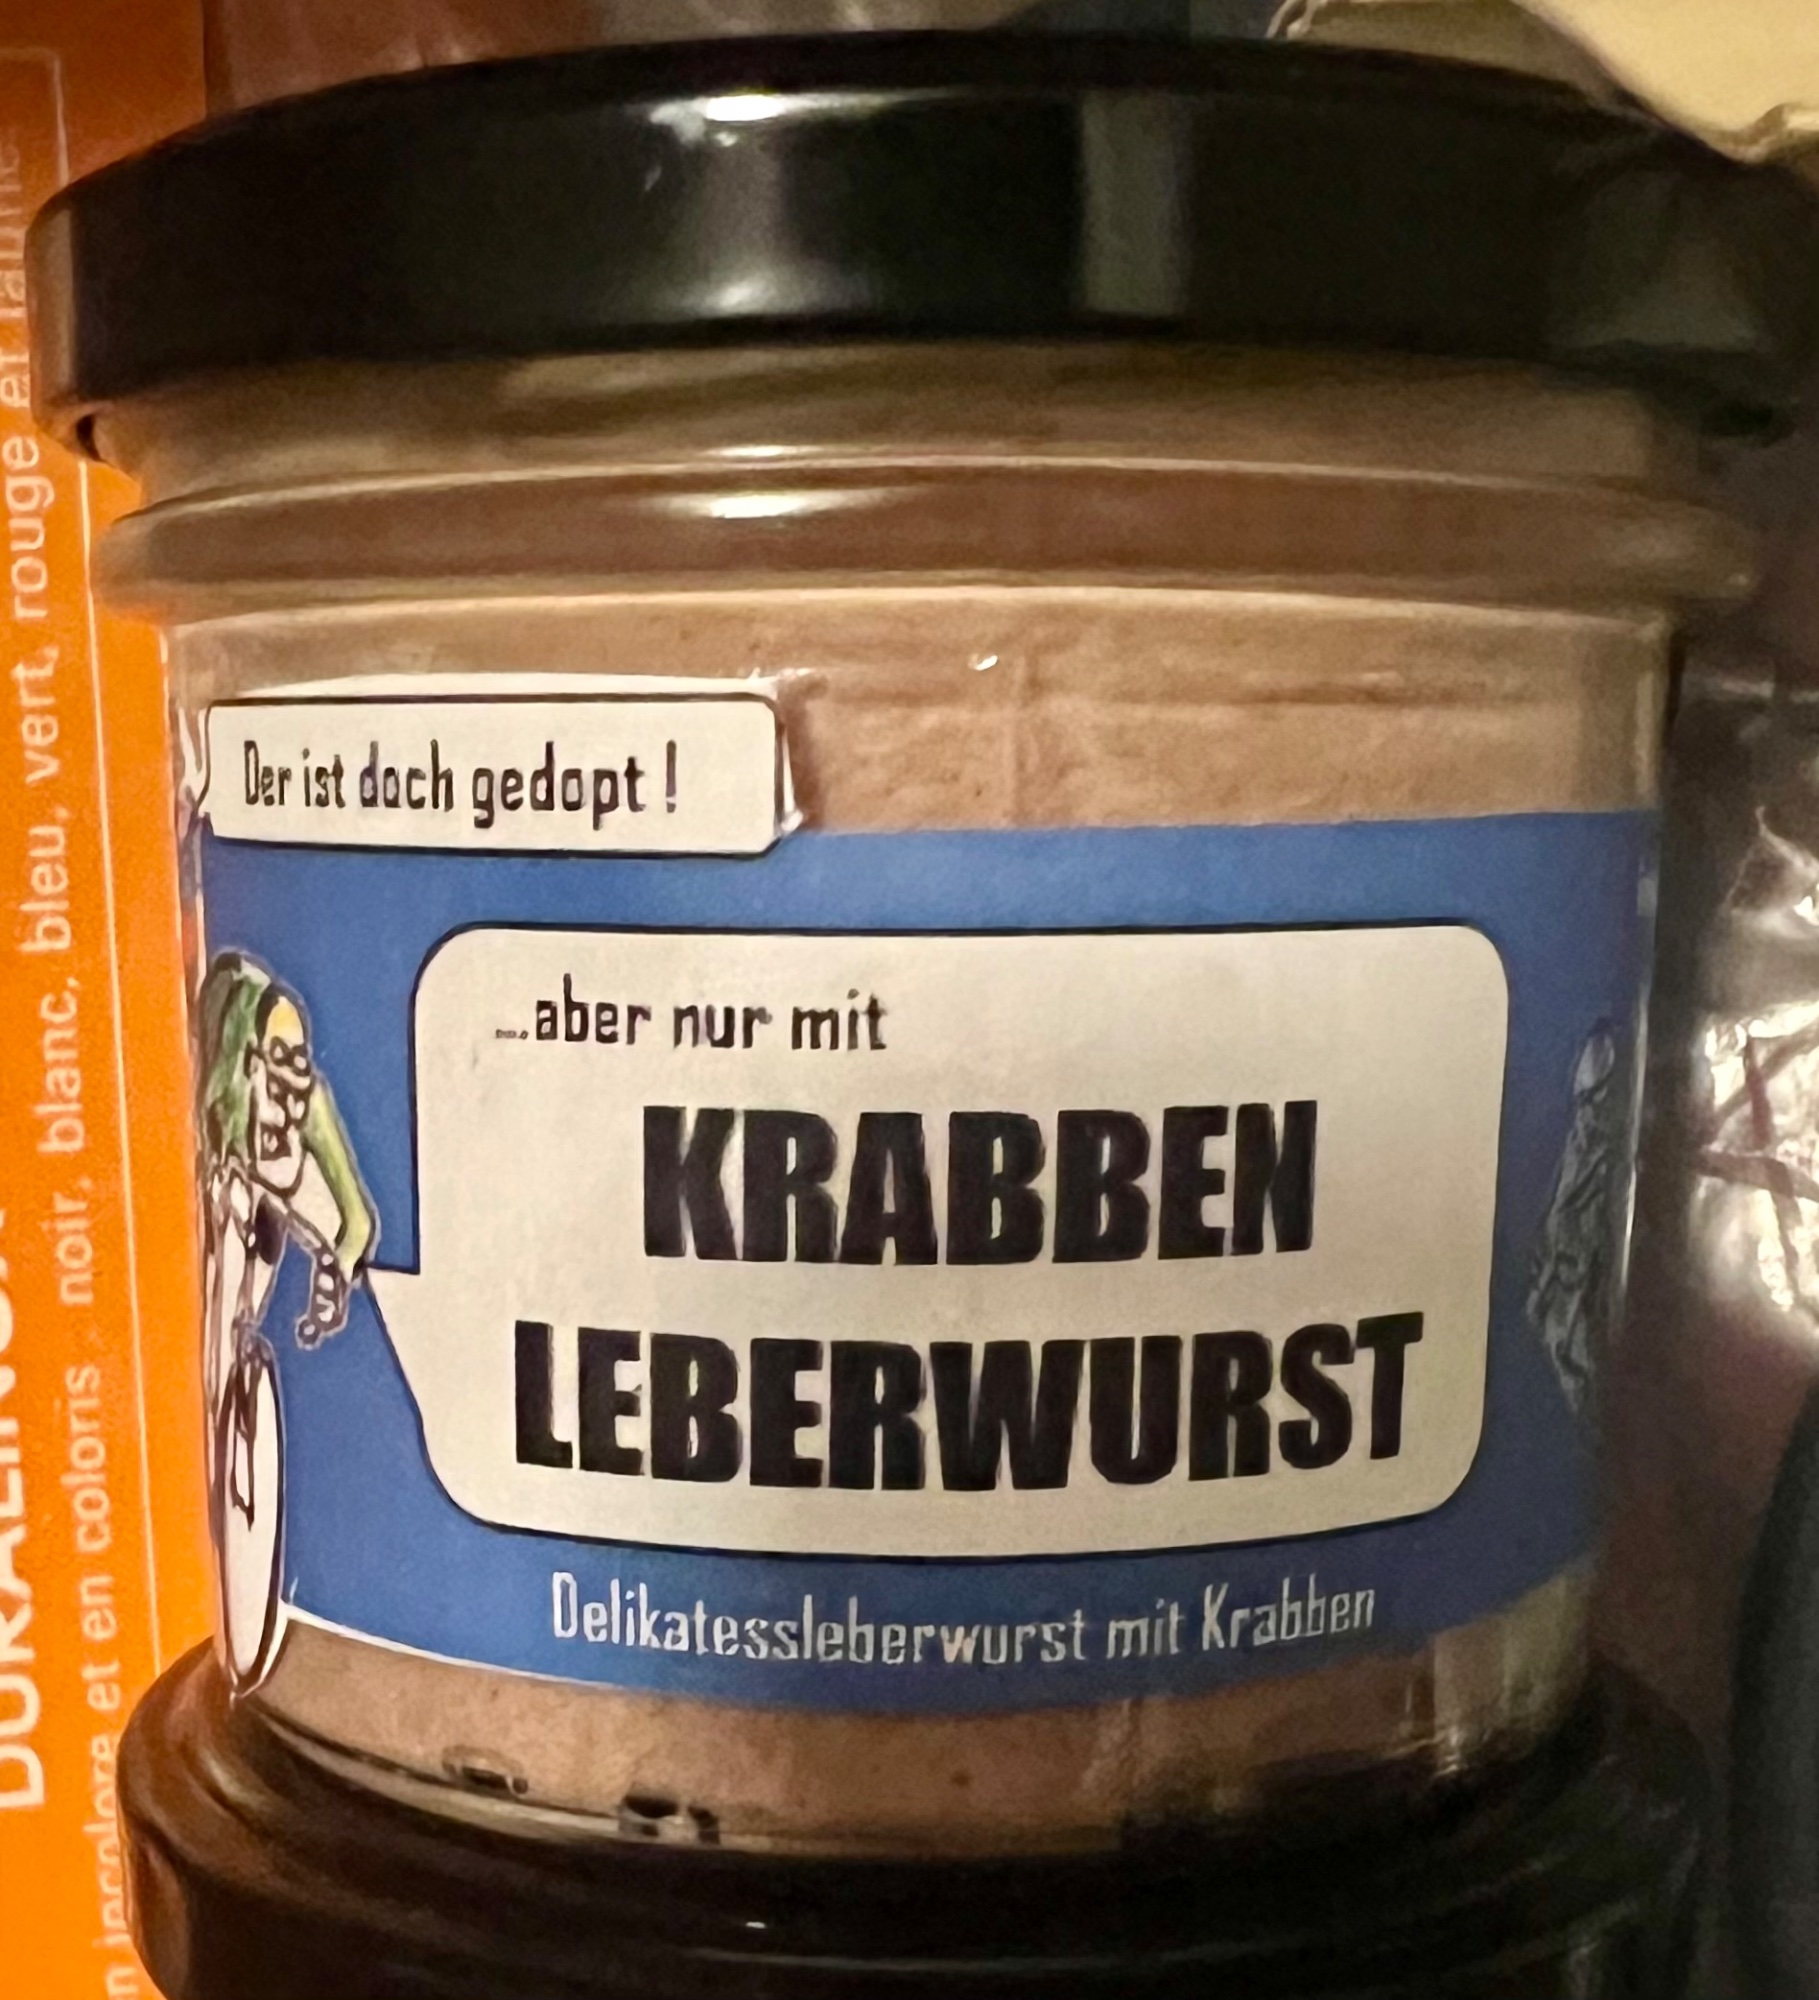 Der ist doch gedopt !
....aber nur mit
KRABBEN
LEBERWURST
Delikatessleberwurst mit Krabben
noir, blanc, bleu, vert, rouge et
et en coloris